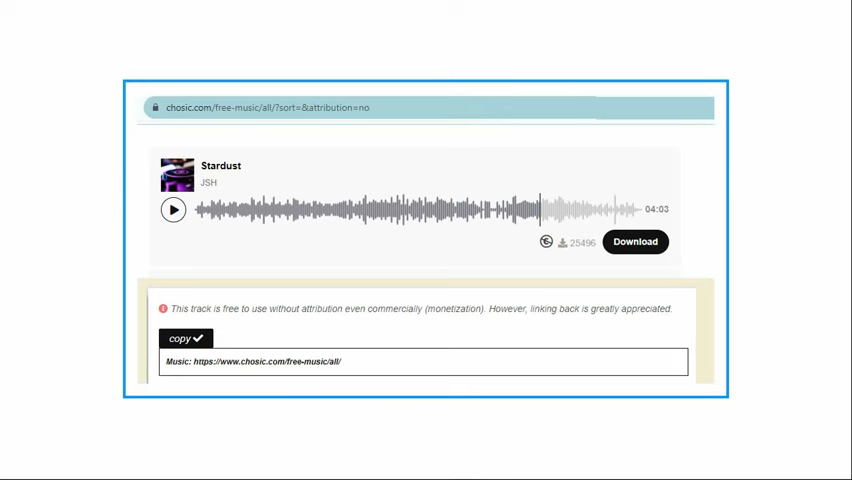 chosic.com/free-music/all/?sort=&attribution=no
Stardust
JSH
04:03
25496
Download
This track is free to use without attribution even commercially (monetization). However, linking back is greatly appreciated.
copy
Music: https://www.chosic.com/free-music/all/